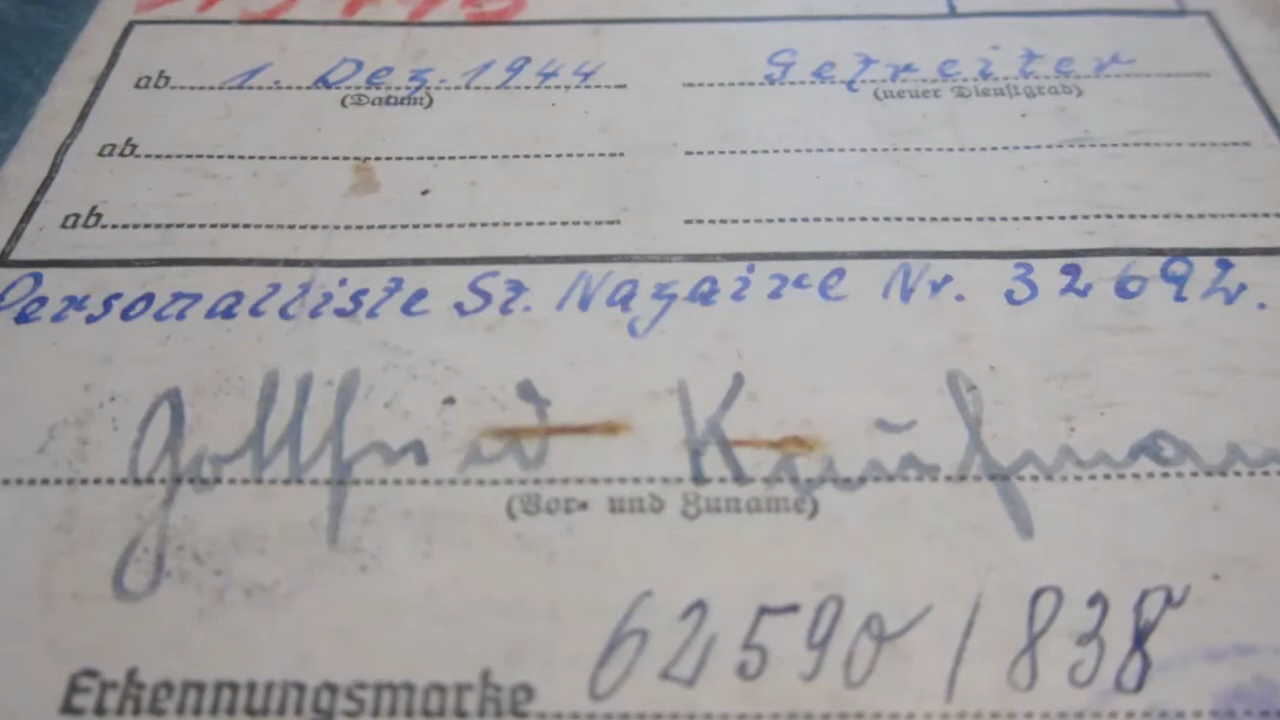 ab 1. Dez. 1944 Gefreiter
(Datum) (neuer Dienstgrad)
ab
ab
Personalliste St. Nazaire Nr. 32692.
Gottfried Kaufman
(Vor- und Zuname)
62590/838
Erkennungsmarke